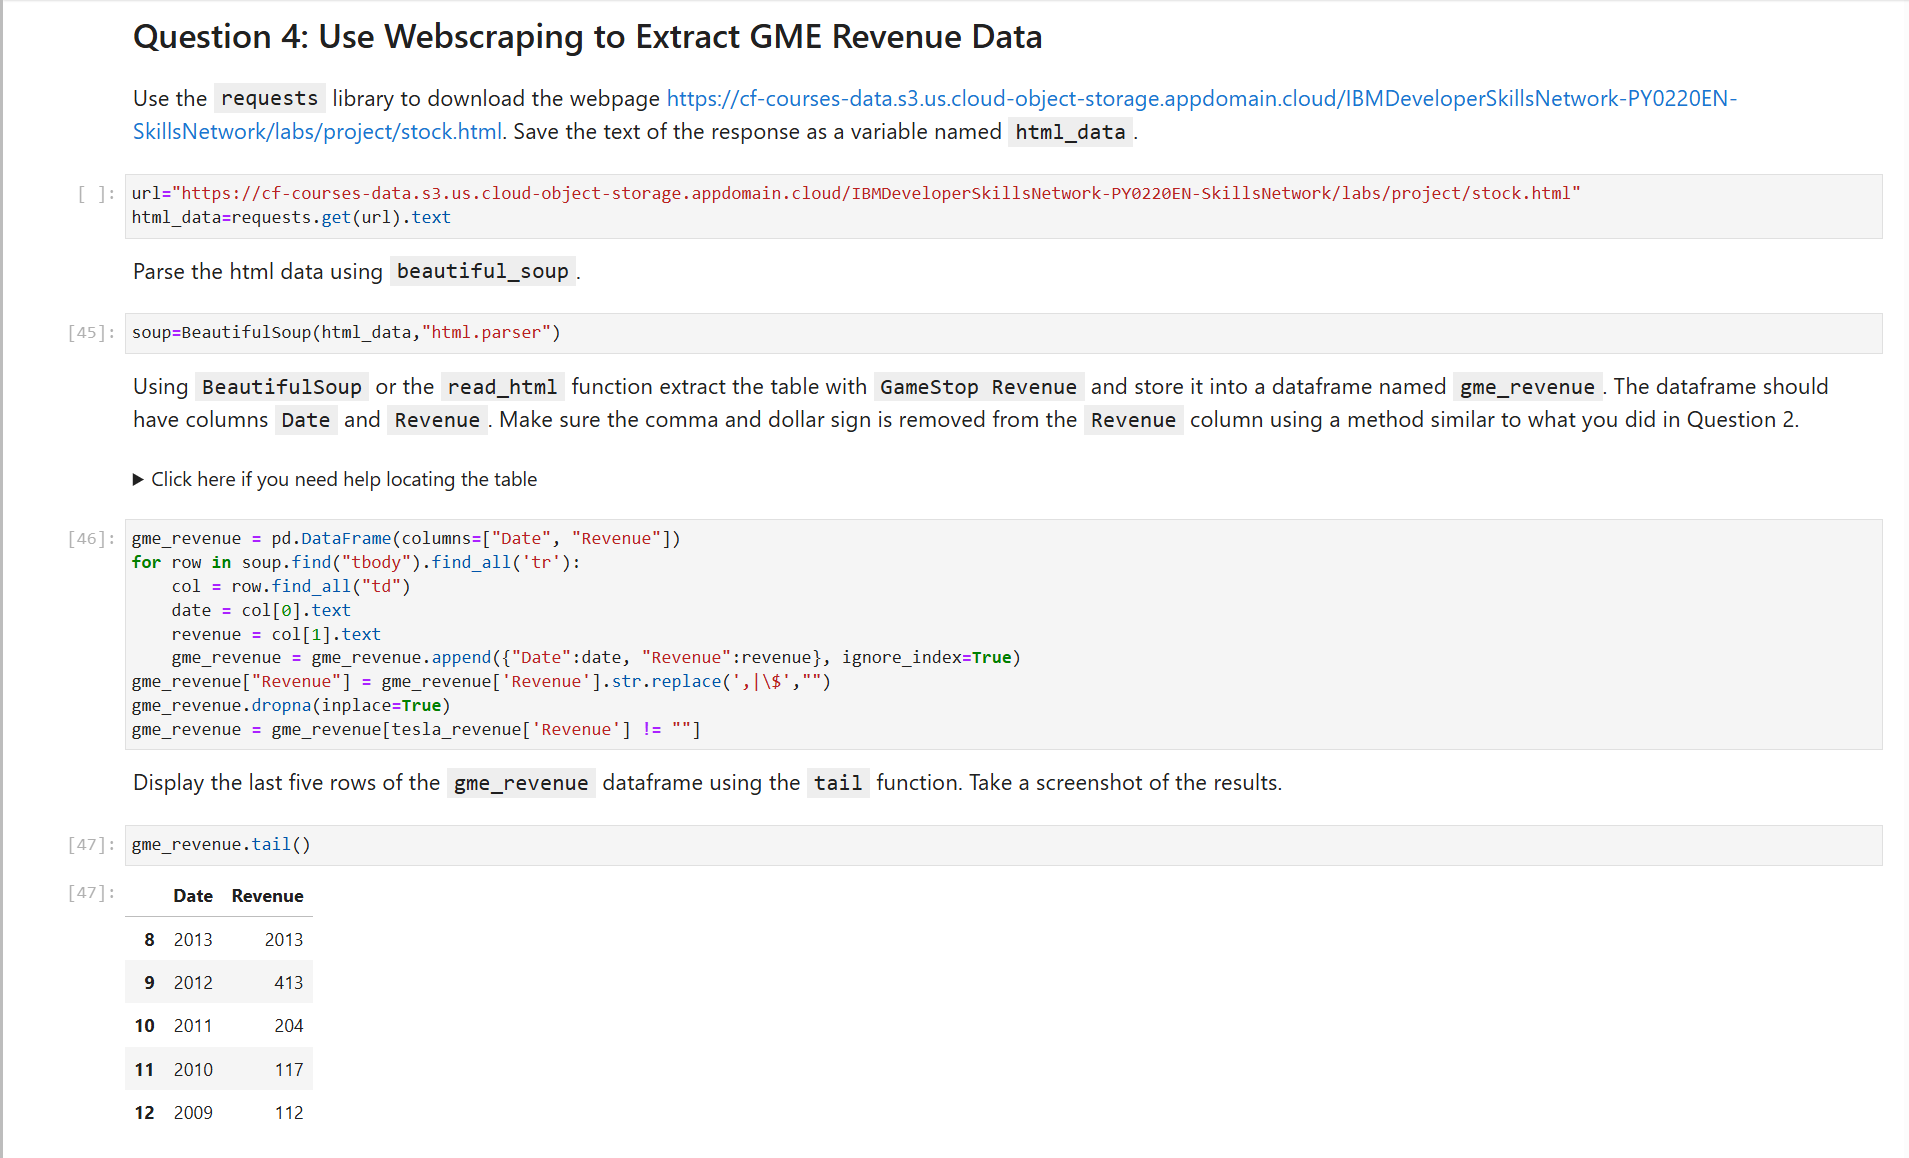 Question 4: Use Webscraping to Extract GME Revenue Data
Use the requests library to download the webpage https://cf-courses-data.s3.us.cloud-object-storage.appdomain.cloud/IBMDeveloperSkillsNetwork-PY0220EN-
SkillsNetwork/labs/project/stock.html. Save the text of the response as a variable named html_data.
[ ]: url="https://cf-courses-data.s3.us.cloud-object-storage.appdomain.cloud/IBMDeveloperSkillsNetwork-PY0220EN-SkillsNetwork/labs/project/stock.html"
html_data=requests.get(url).text
Parse the html data using beautiful_soup.
[45]: soup=BeautifulSoup(html_data,"html.parser")
Using BeautifulSoup or the read_html function extract the table with GameStop Revenue and store it into a dataframe named gme_revenue. The dataframe should
have columns Date and Revenue. Make sure the comma and dollar sign is removed from the Revenue column using a method similar to what you did in Question 2.
▶ Click here if you need help locating the table
[46]: gme_revenue = pd.DataFrame(columns=["Date", "Revenue"])
for row in soup.find("tbody").find_all('tr'):
    col = row.find_all("td")
    date = col[0].text
    revenue = col[1].text
    gme_revenue = gme_revenue.append({"Date":date, "Revenue":revenue}, ignore_index=True)
gme_revenue["Revenue"] = gme_revenue['Revenue'].str.replace(',|\$',"")
gme_revenue.dropna(inplace=True)
gme_revenue = gme_revenue[tesla_revenue['Revenue'] != ""]
Display the last five rows of the gme_revenue dataframe using the tail function. Take a screenshot of the results.
[47]: gme_revenue.tail()
[47]: Date Revenue
8 2013 2013
9 2012 413
10 2011 204
11 2010 117
12 2009 112